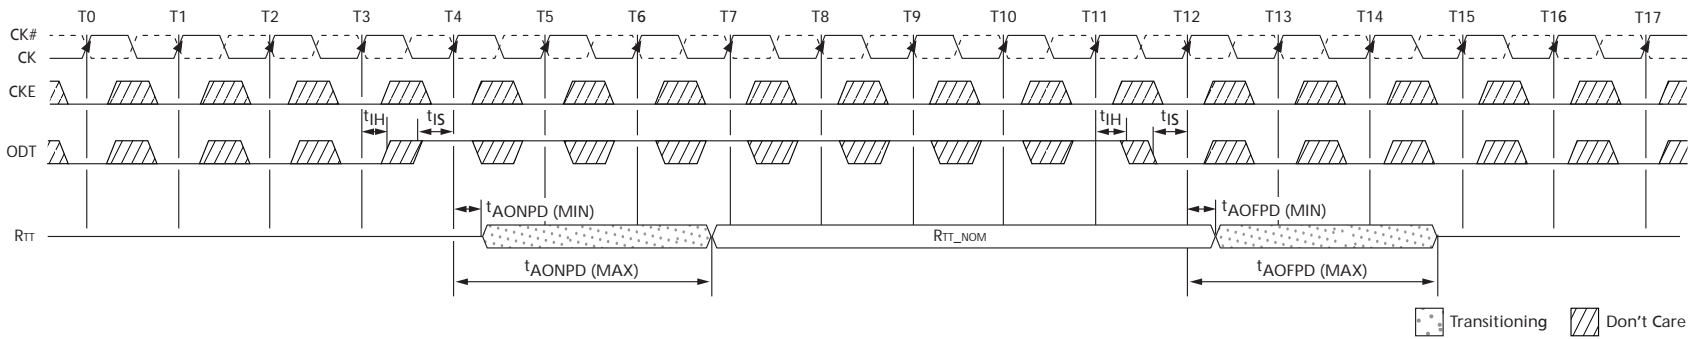 T0 T1 T2 T3 T4 T5 T6 T7 T8 T9 T10 T11 T12 T13 T14 T15 T16 T17
CK#
CK
CKE
tIH tIS tIH tIS
ODT
tAONPD (MIN) tAOFPD (MIN)
RTT RTT_NOM
tAONPD (MAX) tAOFPD (MAX)
Transitioning Don't Care